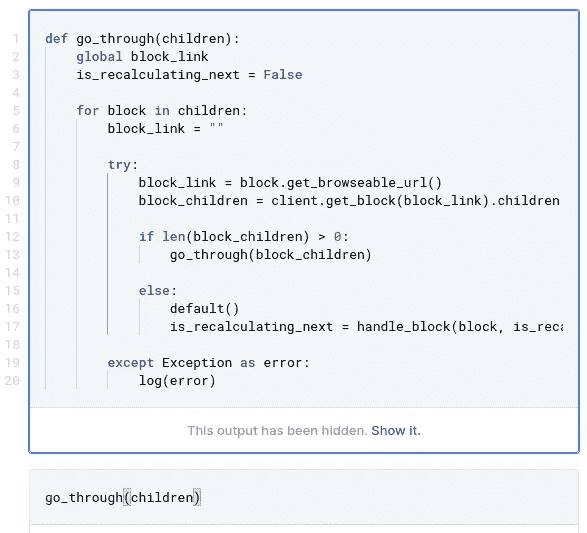 1 def go_through(children):
2     global block_link
3     is_recalculating_next = False
4
5     for block in children:
6         block_link = ""
7
8         try:
9             block_link = block.get_browseable_url()
10             block_children = client.get_block(block_link).children
11
12             if len(block_children) > 0:
13                 go_through(block_children)
14
15             else:
16                 default()
17                 is_recalculating_next = handle_block(block, is_reca
18
19         except Exception as error:
20             log(error)
This output has been hidden. Show it.
go_through(children)